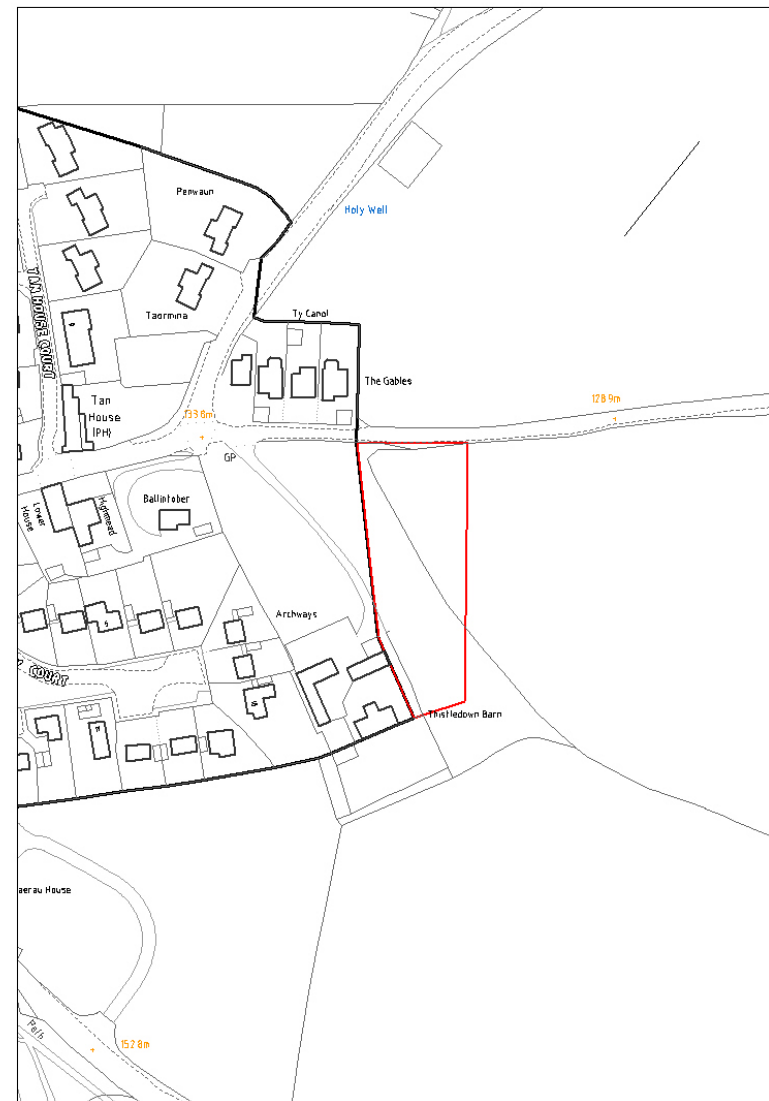 Penwaun
Holy Well
TAN HOUSE COURT
Taormina
Ty Canol
The Gables
128.9m
Tan
House
(PH)
133.8m
GP
Ballintober
Highmead
Lower
House
Archways
COURT
Thistledown Barn
aerau House
Path
152.8m